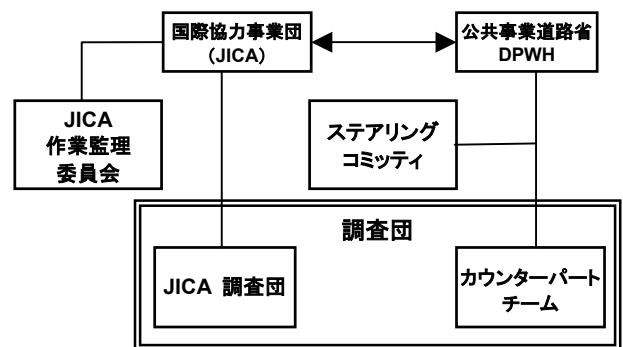 国際協力事業団
（JICA）
公共事業道路省
DPWH
JICA
作業監理
委員会
ステアリング
コミッティ
調査団
JICA 調査団
カウンターパート
チーム